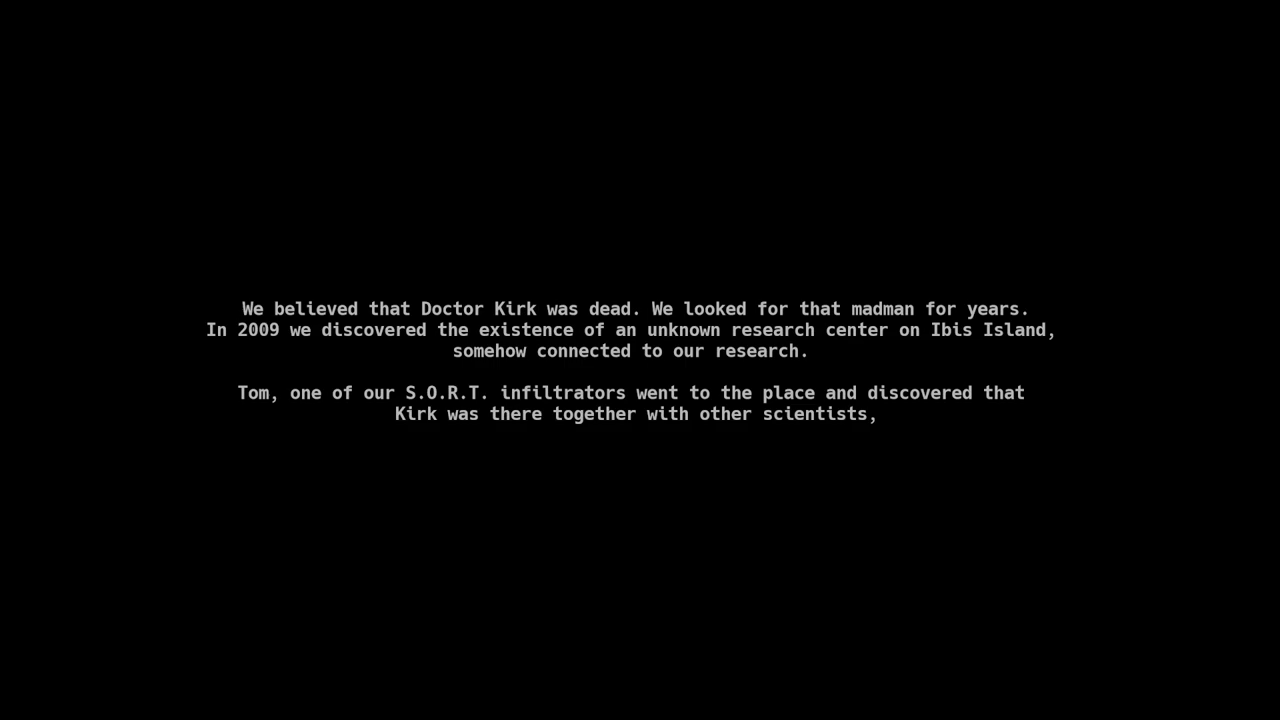 We believed that Doctor Kirk was dead. We looked for that madman for years.
In 2009 we discovered the existence of an unknown research center on Ibis Island,
somehow connected to our research.
Tom, one of our S.O.R.T. infiltrators went to the place and discovered that
Kirk was there together with other scientists,